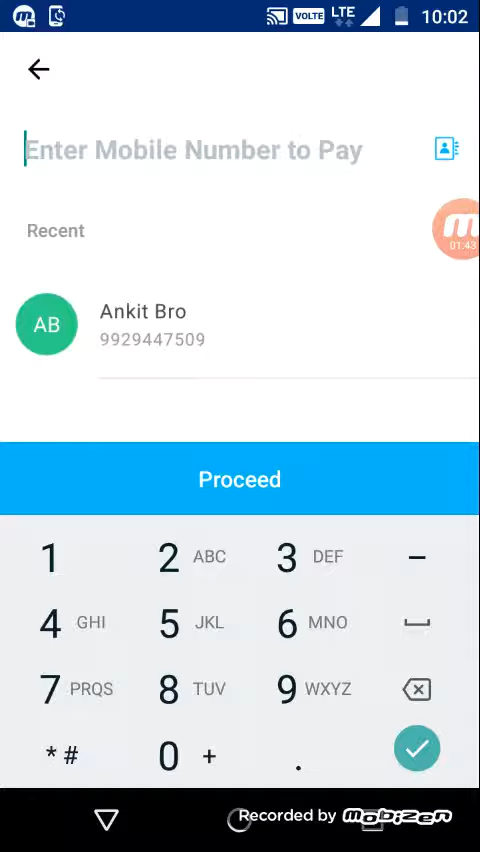 VOLTE LTE 10:02
Enter Mobile Number to Pay
Recent
01:43
AB
Ankit Bro
9929447509
Proceed
1 2 ABC 3 DEF –
4 GHI 5 JKL 6 MNO
7 PRQS 8 TUV 9 WXYZ
* # 0 + .
Recorded by Mobizen